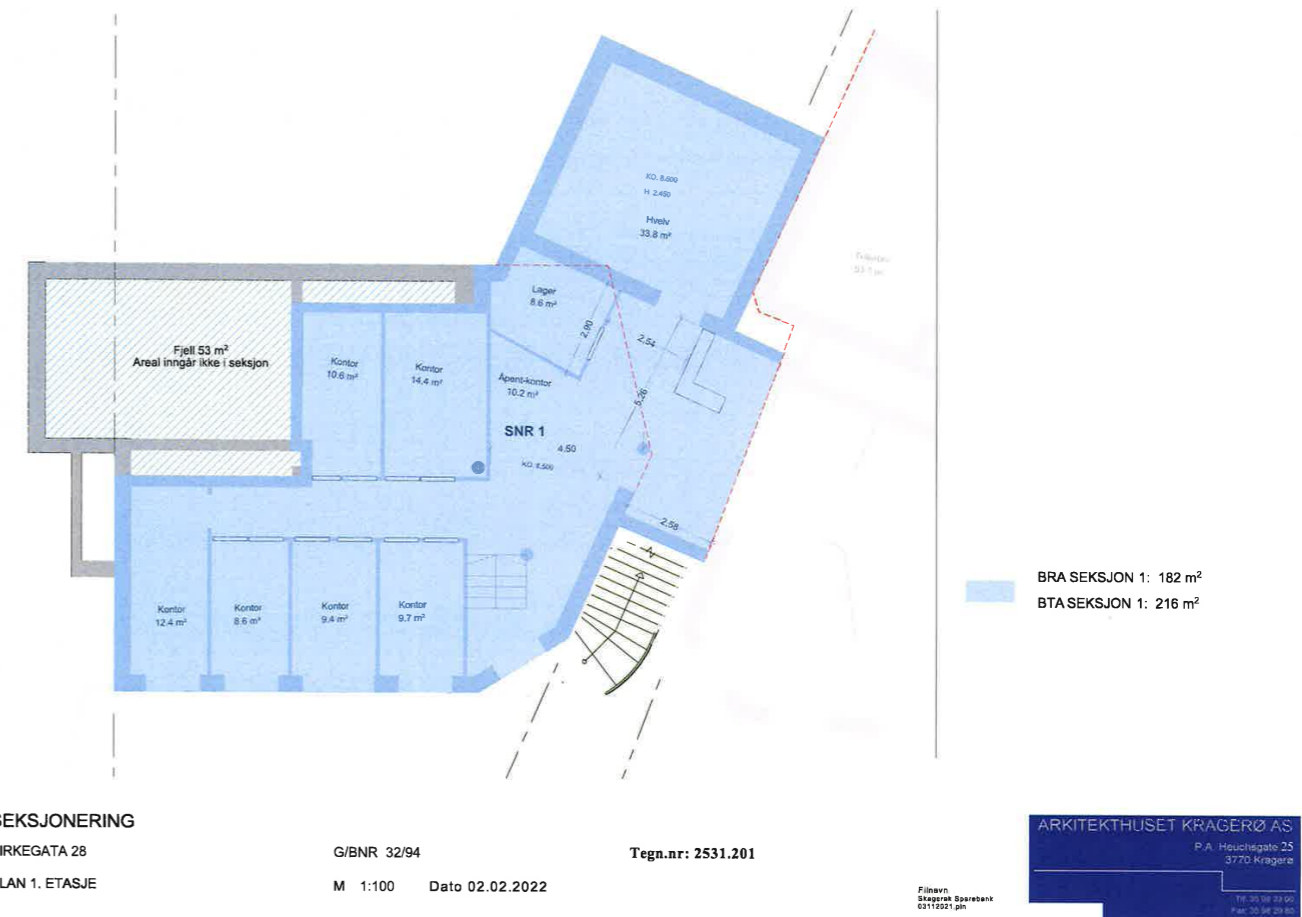 KO. 8.600
H 2.450
Hvelv
33.8 m²
Lager
8.6 m²
2,90
2,54
5,26
Fjell 53 m²
Areal inngår ikke i seksjon
Kontor
10.6 m²
Kontor
14.4 m²
Åpent-kontor
10.2 m²
SNR 1
4,50
KO. 8.500
2,58
Kontor
12.4 m²
Kontor
8.6 m²
Kontor
9.4 m²
Kontor
9.7 m²
BRA SEKSJON 1: 182 m²
BTA SEKSJON 1: 216 m²
SEKSJONERING
IRKEGATA 28
G/BNR 32/94
Tegn.nr: 2531.201
LAN 1. ETASJE
M 1:100
Dato 02.02.2022
Filnavn
Skagerak Sparebank
03112021.pln
ARKITEKTHUSET KRAGERØ AS
P.A. Heuchsgate 25
3770 Kragerø